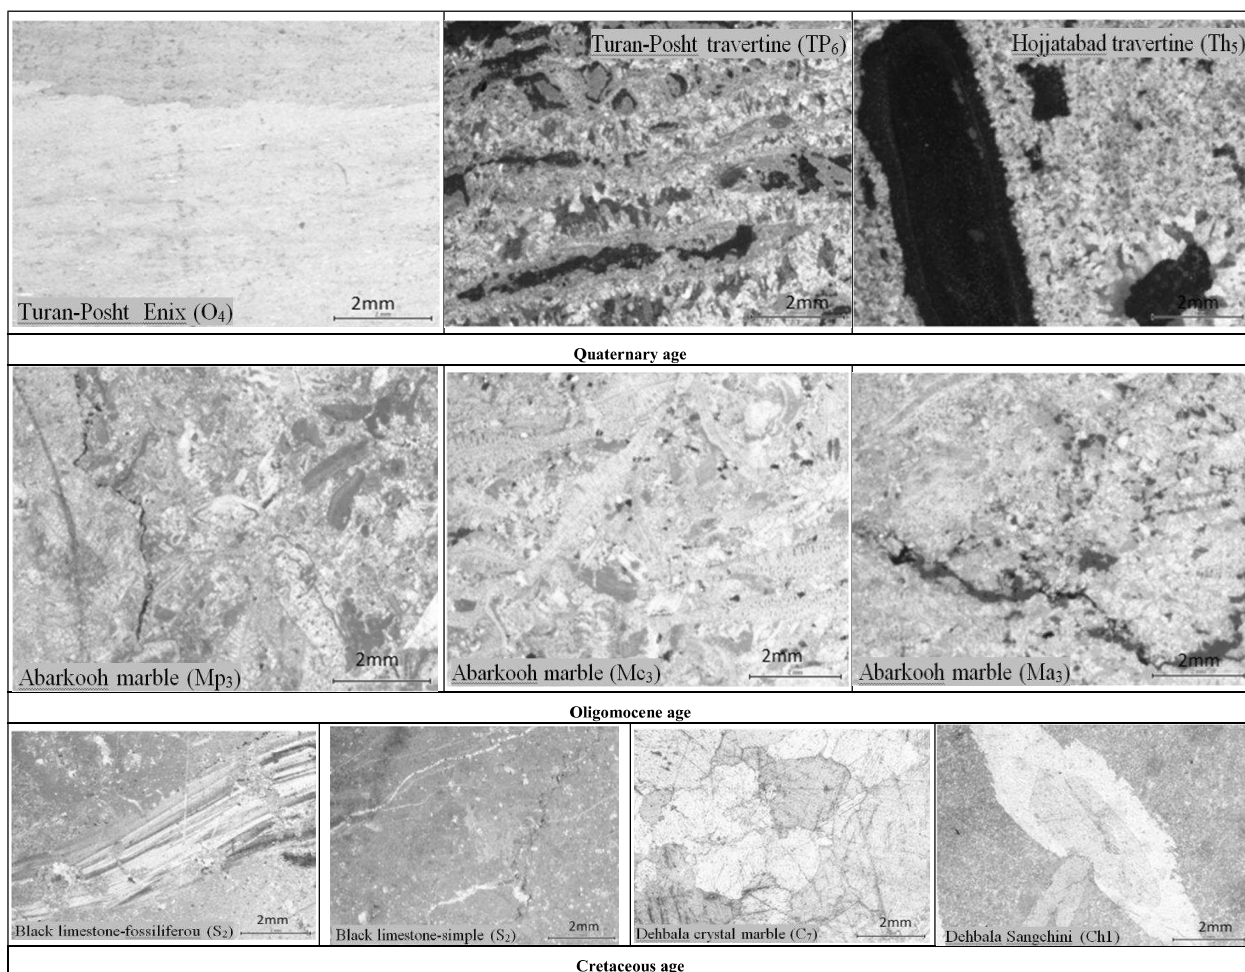 Turan-Posht travertine (TP6)
Hojjatabad travertine (Th5)
Turan-Posht Enix (O4)
2mm
2mm
2mm
Quaternary age
Abarkooh marble (Mp3)
2mm
Abarkooh marble (Mc3)
2mm
Abarkooh marble (Ma3)
2mm
Oligomocene age
Black limestone-fossiliferou (S2)
2mm
Black limestone-simple (S2)
2mm
Dehbala crystal marble (C7)
2mm
Dehbala Sangchini (Ch1)
2mm
Cretaceous age